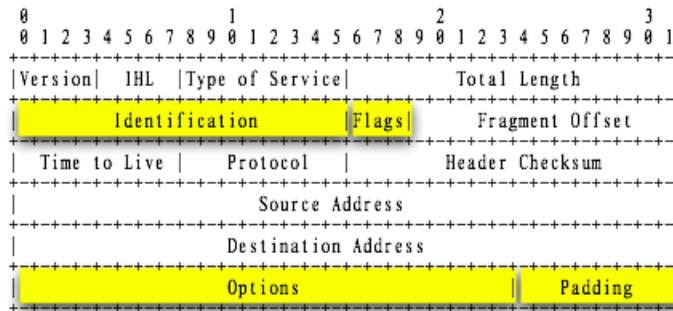 0 1 2 3
0 1 2 3 4 5 6 7 8 9 0 1 2 3 4 5 6 7 8 9 0 1 2 3 4 5 6 7 8 9 0 1
+-+-+-+-+-+-+-+-+-+-+-+-+-+-+-+-+-+-+-+-+-+-+-+-+-+-+-+-+-+-+-+-
|Version| IHL |Type of Service| Total Length
+-+-+-+-+-+-+-+-+-+-+-+-+-+-+-+-+-+-+-+-+-+-+-+-+-+-+-+-+-+-+-+-
| Identification |Flags| Fragment Offset
+-+-+-+-+-+-+-+-+-+-+-+-+-+-+-+-+-+-+-+-+-+-+-+-+-+-+-+-+-+-+-+-
| Time to Live | Protocol | Header Checksum
+-+-+-+-+-+-+-+-+-+-+-+-+-+-+-+-+-+-+-+-+-+-+-+-+-+-+-+-+-+-+-+-
| Source Address
+-+-+-+-+-+-+-+-+-+-+-+-+-+-+-+-+-+-+-+-+-+-+-+-+-+-+-+-+-+-+-+-
| Destination Address
+-+-+-+-+-+-+-+-+-+-+-+-+-+-+-+-+-+-+-+-+-+-+-+-+-+-+-+-+-+-+-+-
| Options | Padding
+-+-+-+-+-+-+-+-+-+-+-+-+-+-+-+-+-+-+-+-+-+-+-+-+-+-+-+-+-+-+-+-